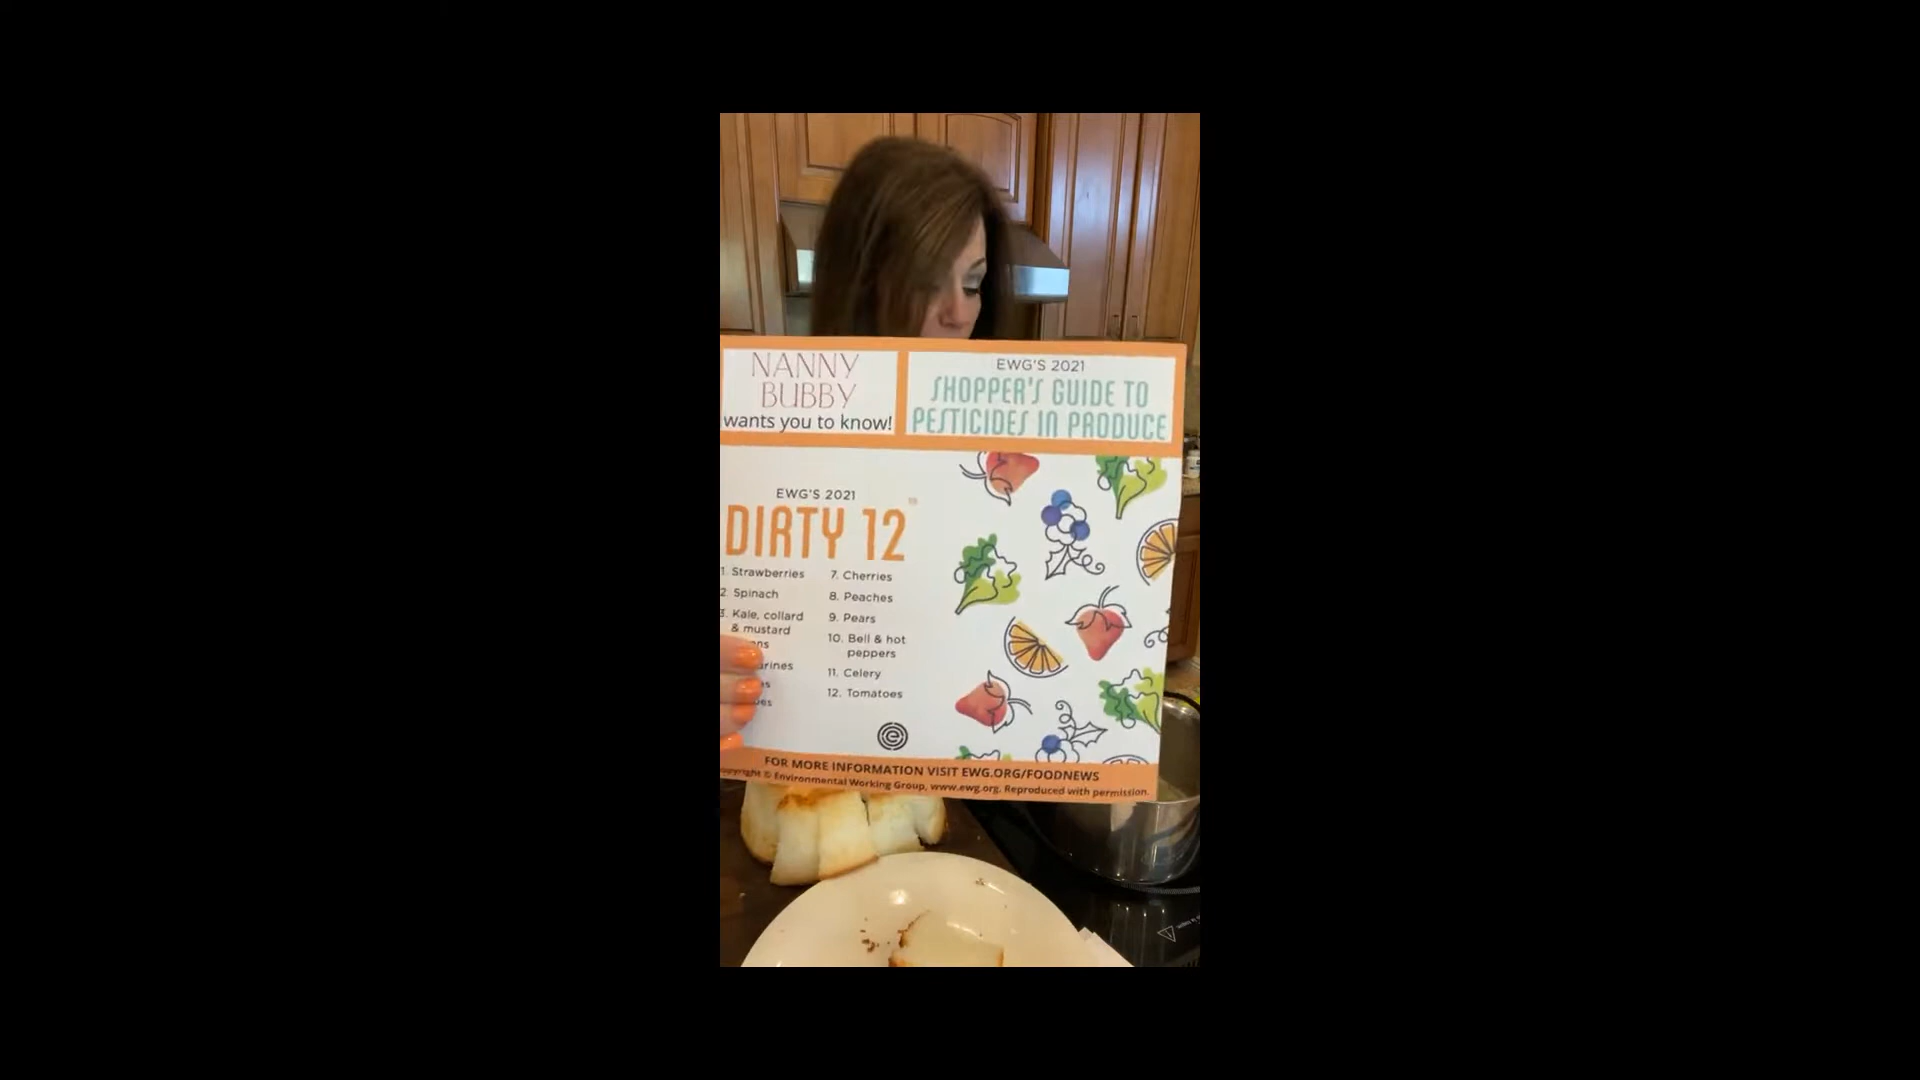 NANNY
BUBBY
wants you to know!
EWG'S 2021
SHOPPER'S GUIDE TO
PESTICIDES IN PRODUCE
EWG'S 2021
DIRTY 12
1. Strawberries
2 Spinach
3. Kale, collard
& mustard
7. Cherries
8. Peaches
9. Pears
10. Bell & hot
peppers
11. Celery
12. Tomatoes
e
FOR MORE INFORMATION VISIT EWG.ORG/FOODNEWS
© Environmental Working Group, www.ewg.org. Reproduced with permission.